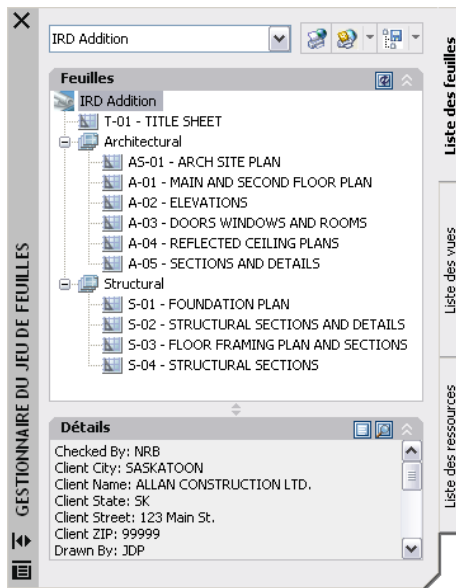 IRD Addition
Feuilles
IRD Addition
T-01 - TITLE SHEET
Architectural
AS-01 - ARCH SITE PLAN
A-01 - MAIN AND SECOND FLOOR PLAN
A-02 - ELEVATIONS
A-03 - DOORS WINDOWS AND ROOMS
A-04 - REFLECTED CEILING PLANS
A-05 - SECTIONS AND DETAILS
Structural
S-01 - FOUNDATION PLAN
S-02 - STRUCTURAL SECTIONS AND DETAILS
S-03 - FLOOR FRAMING PLAN AND SECTIONS
S-04 - STRUCTURAL SECTIONS
Détails
Checked By: NRB
Client City: SASKATOON
Client Name: ALLAN CONSTRUCTION LTD.
Client State: SK
Client Street: 123 Main St.
Client ZIP: 99999
Drawn By: JDP
GESTIONNAIRE DU JEU DE FEUILLES
Liste des feuilles
Liste des vues
Liste des ressources